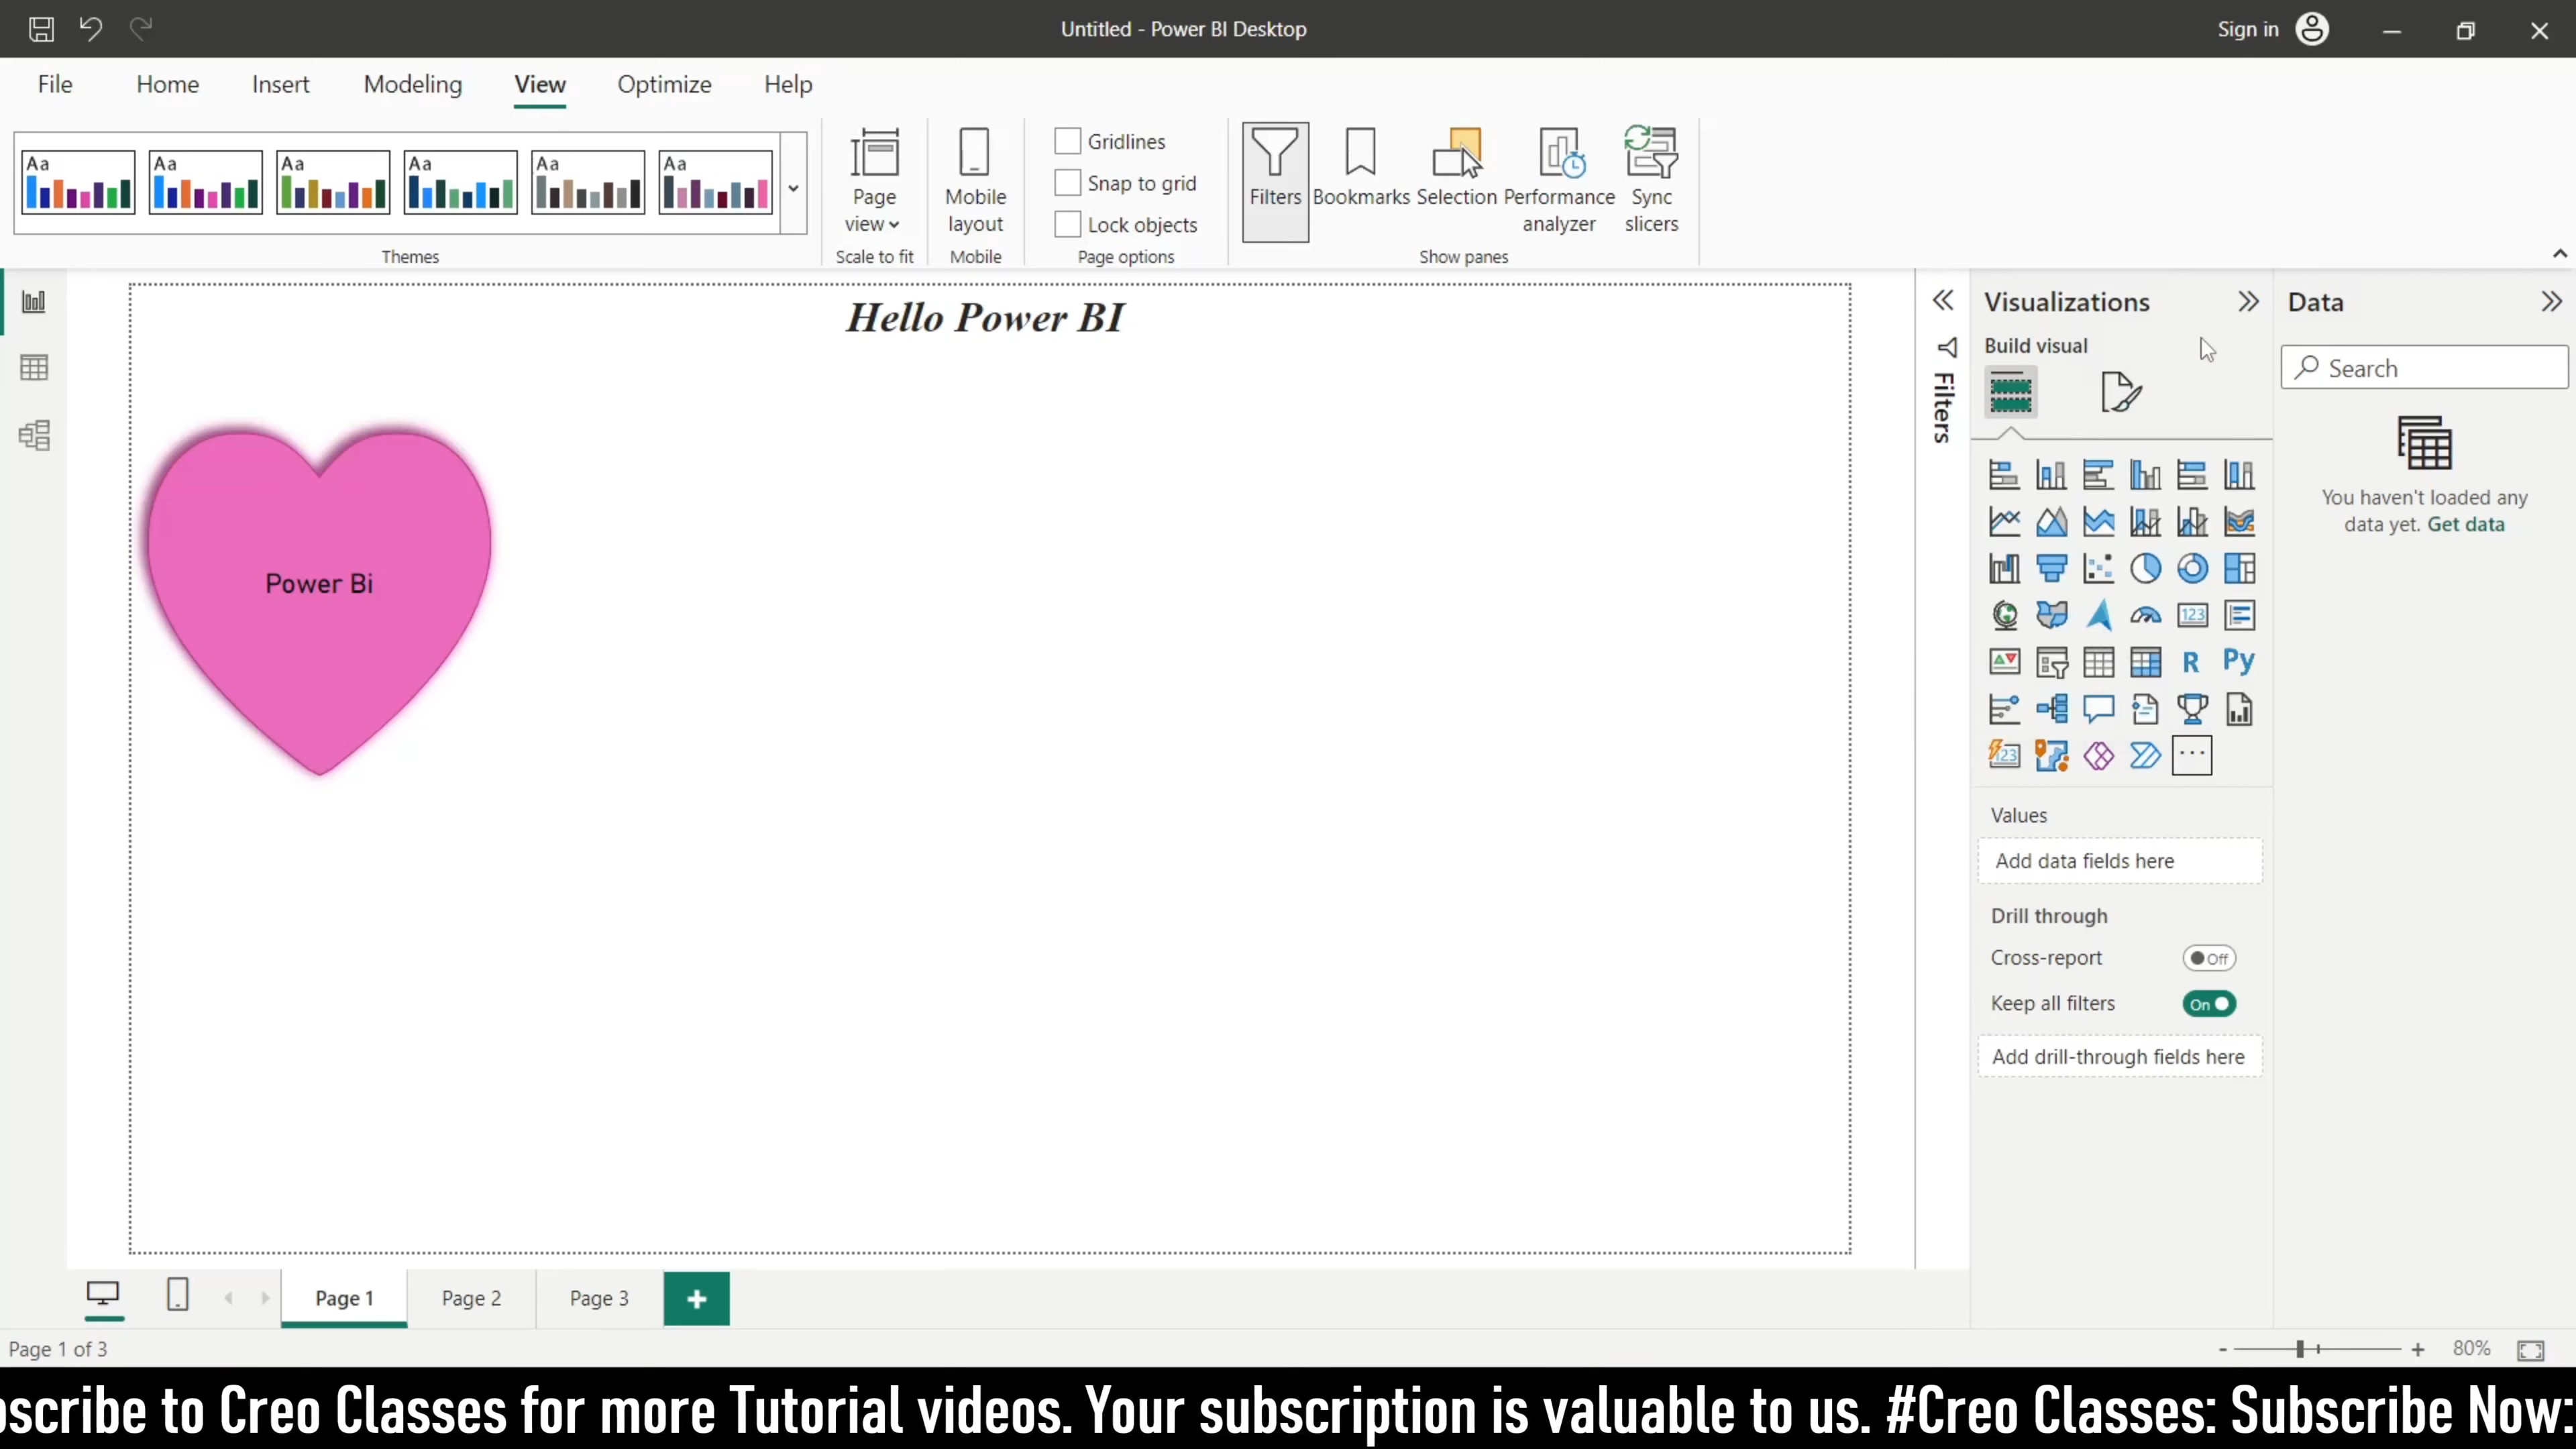 Untitled - Power BI Desktop
Sign in
File Home Insert Modeling View Optimize Help
Aa Aa Aa Aa Aa Aa
Themes
Page view
Scale to fit
Mobile layout
Mobile
Gridlines
Snap to grid
Lock objects
Page options
Filters
Bookmarks
Selection
Performance analyzer
Sync slicers
Show panes
Hello Power BI
Power Bi
Filters
Visualizations
Build visual
123
R Py
123
...
Values
Add data fields here
Drill through
Cross-report Off
Keep all filters On
Add drill-through fields here
Data
Search
You haven't loaded any
data yet. Get data
Page 1 Page 2 Page 3 +
Page 1 of 3
- + 80%
bscribe to Creo Classes for more Tutorial videos. Your subscription is valuable to us. #Creo Classes: Subscribe Now: